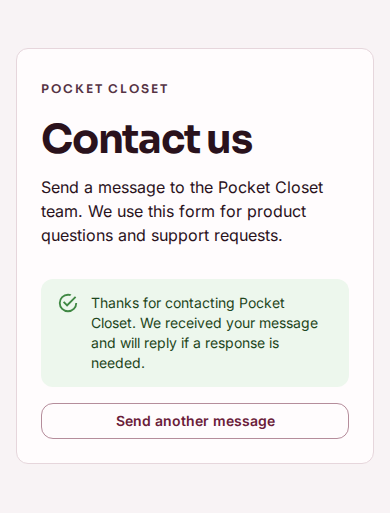 POCKET CLOSET
Contact us
Send a message to the Pocket Closet
team. We use this form for product
questions and support requests.
Thanks for contacting Pocket
Closet. We received your message
and will reply if a response is
needed.
Send another message